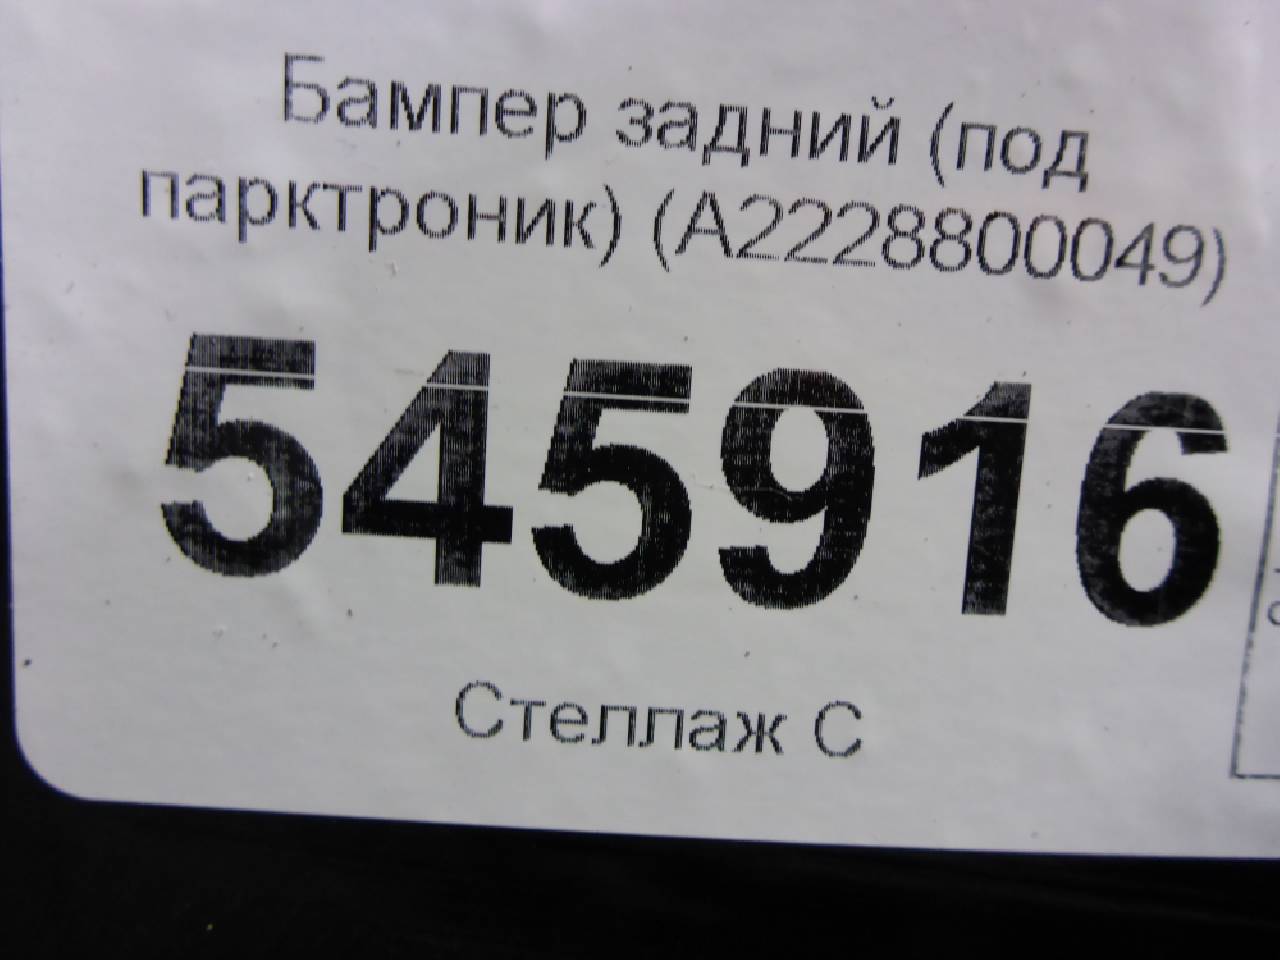 Бампер задний (под
парктроник) (A2228800049)
545916
Стеллаж С